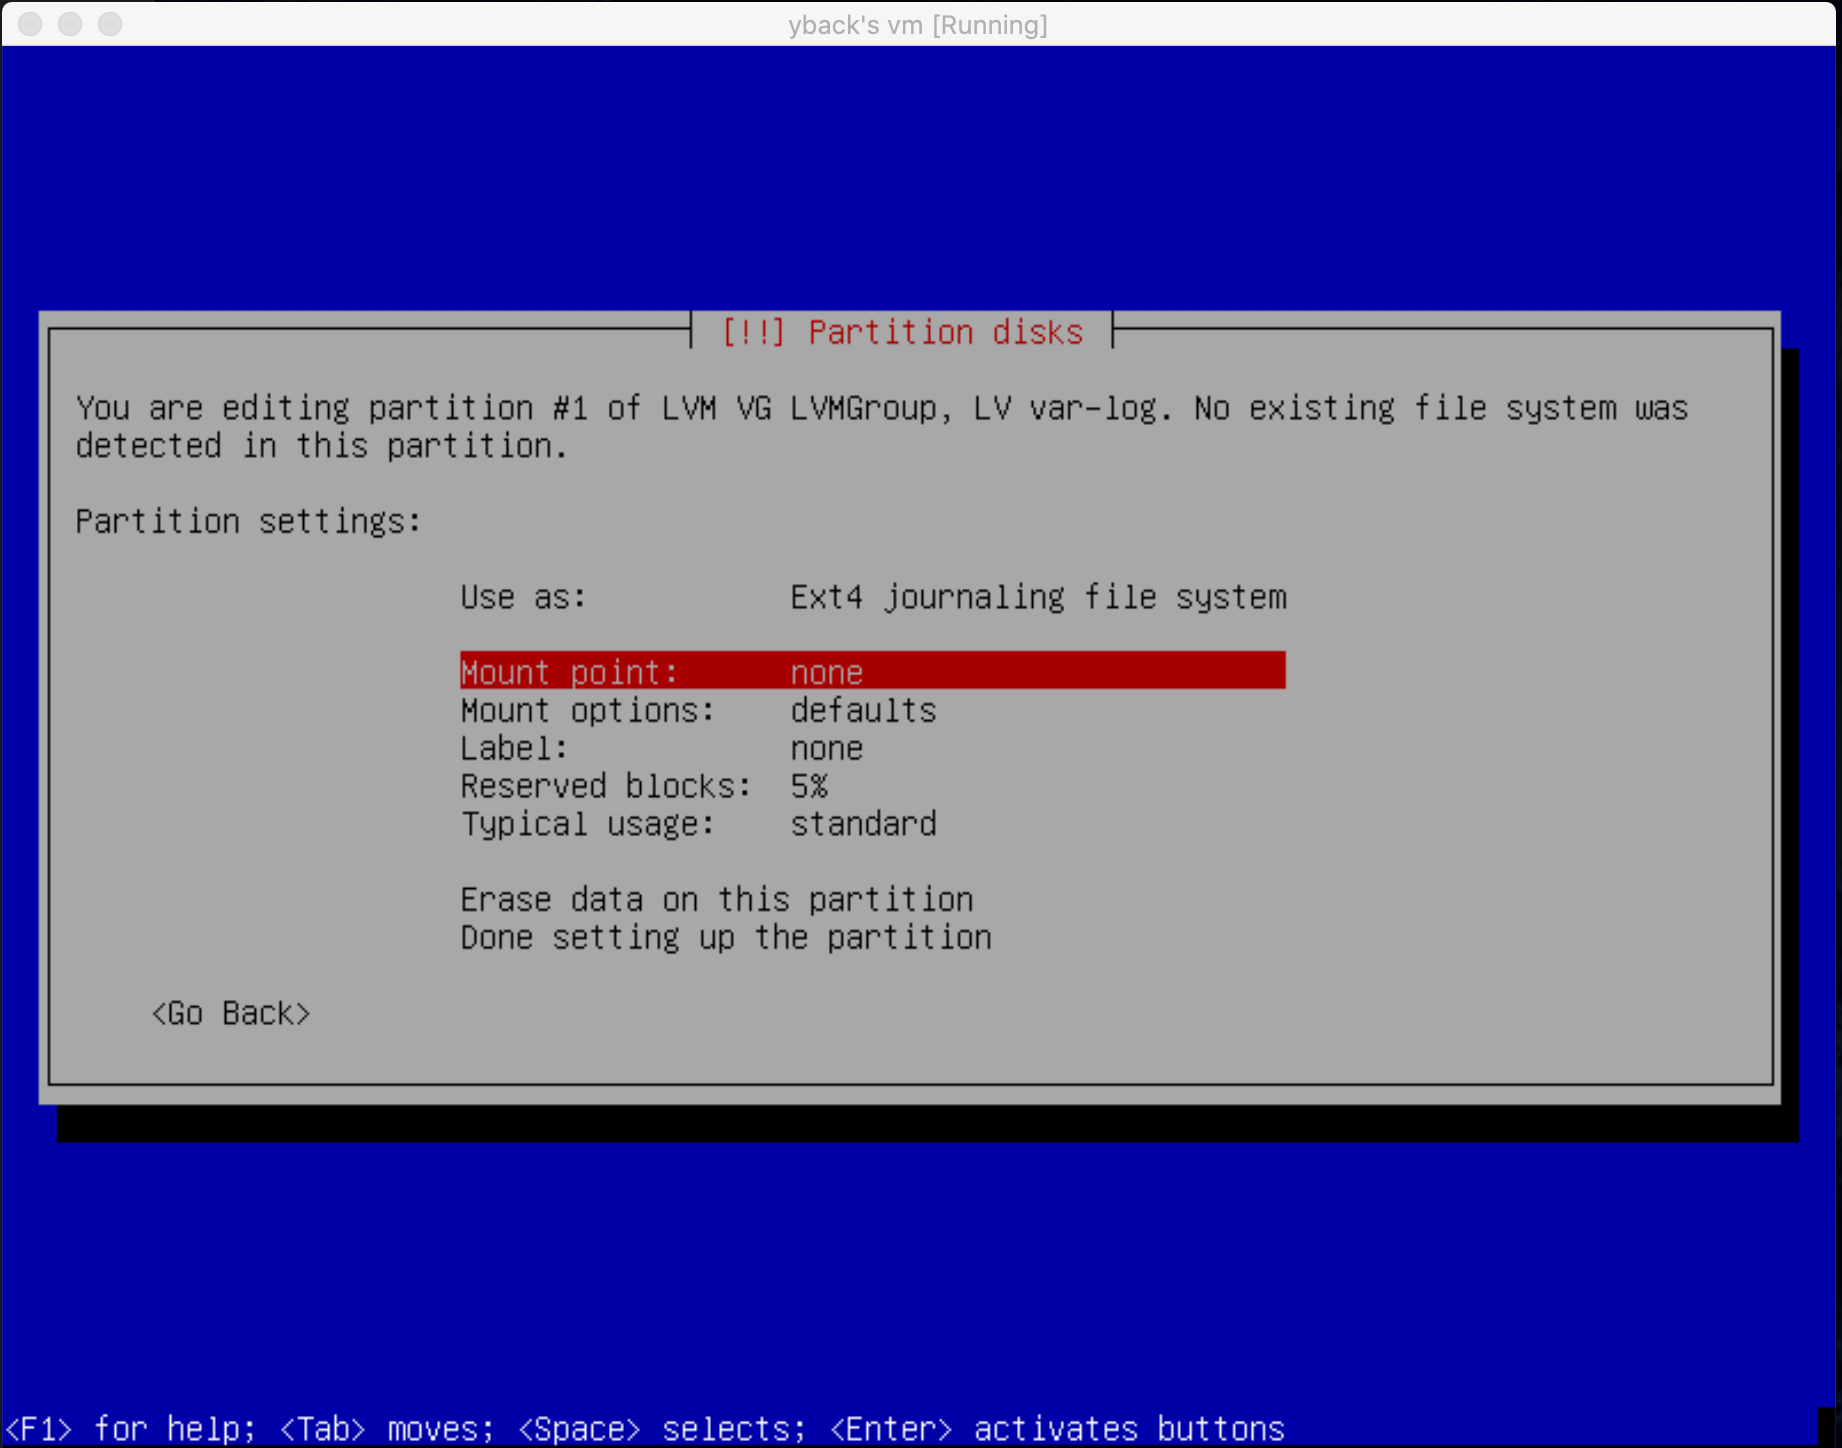 yback's vm [Running]
[!!] Partition disks
You are editing partition #1 of LVM VG LVMGroup, LV var-log. No existing file system was
detected in this partition.
Partition settings:
Use as: Ext4 journaling file system
Mount point: none
Mount options: defaults
Label: none
Reserved blocks: 5%
Typical usage: standard
Erase data on this partition
Done setting up the partition
<Go Back>
<F1> for help; <Tab> moves; <Space> selects; <Enter> activates buttons